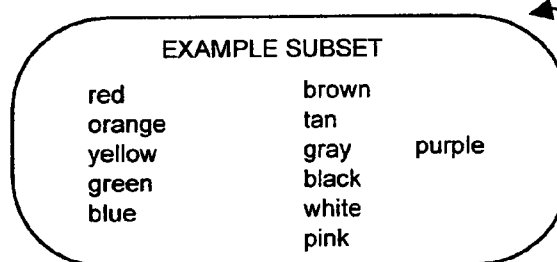 EXAMPLE SUBSET
red
orange
yellow
green
blue
brown
tan
gray
black
white
pink
purple